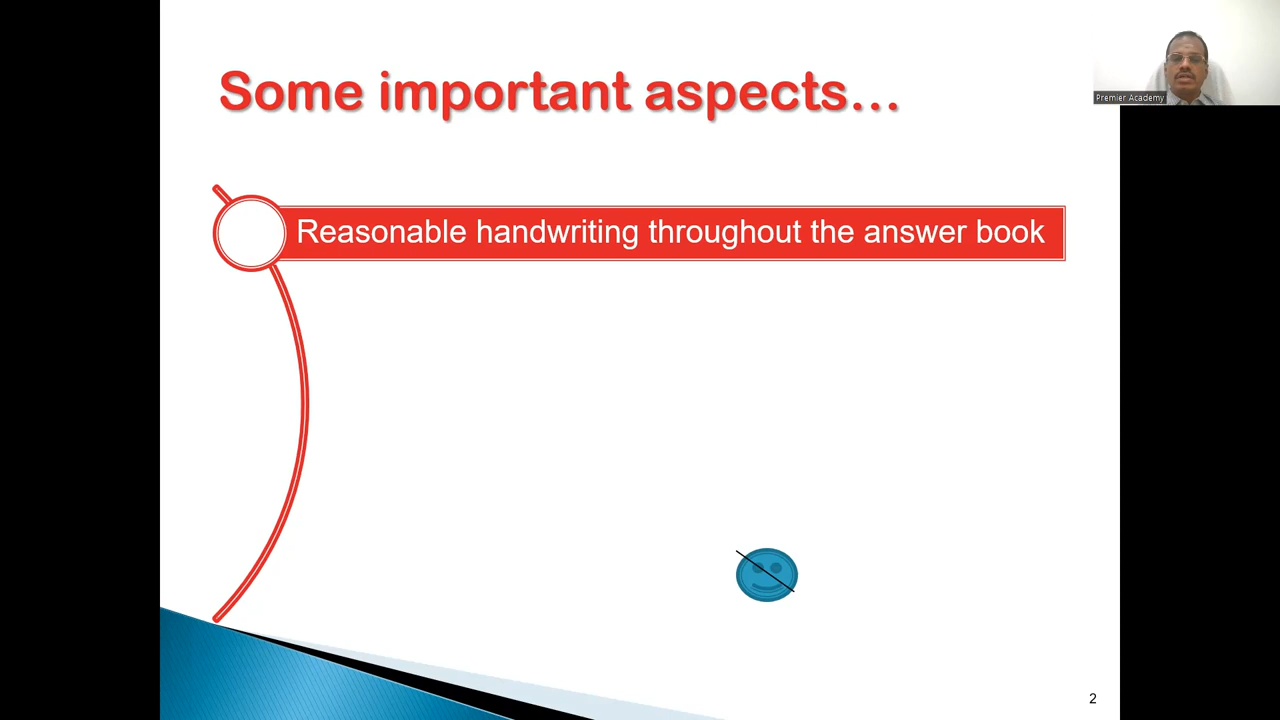 Some important aspects...
Premier Academy
Reasonable handwriting throughout the answer book
2